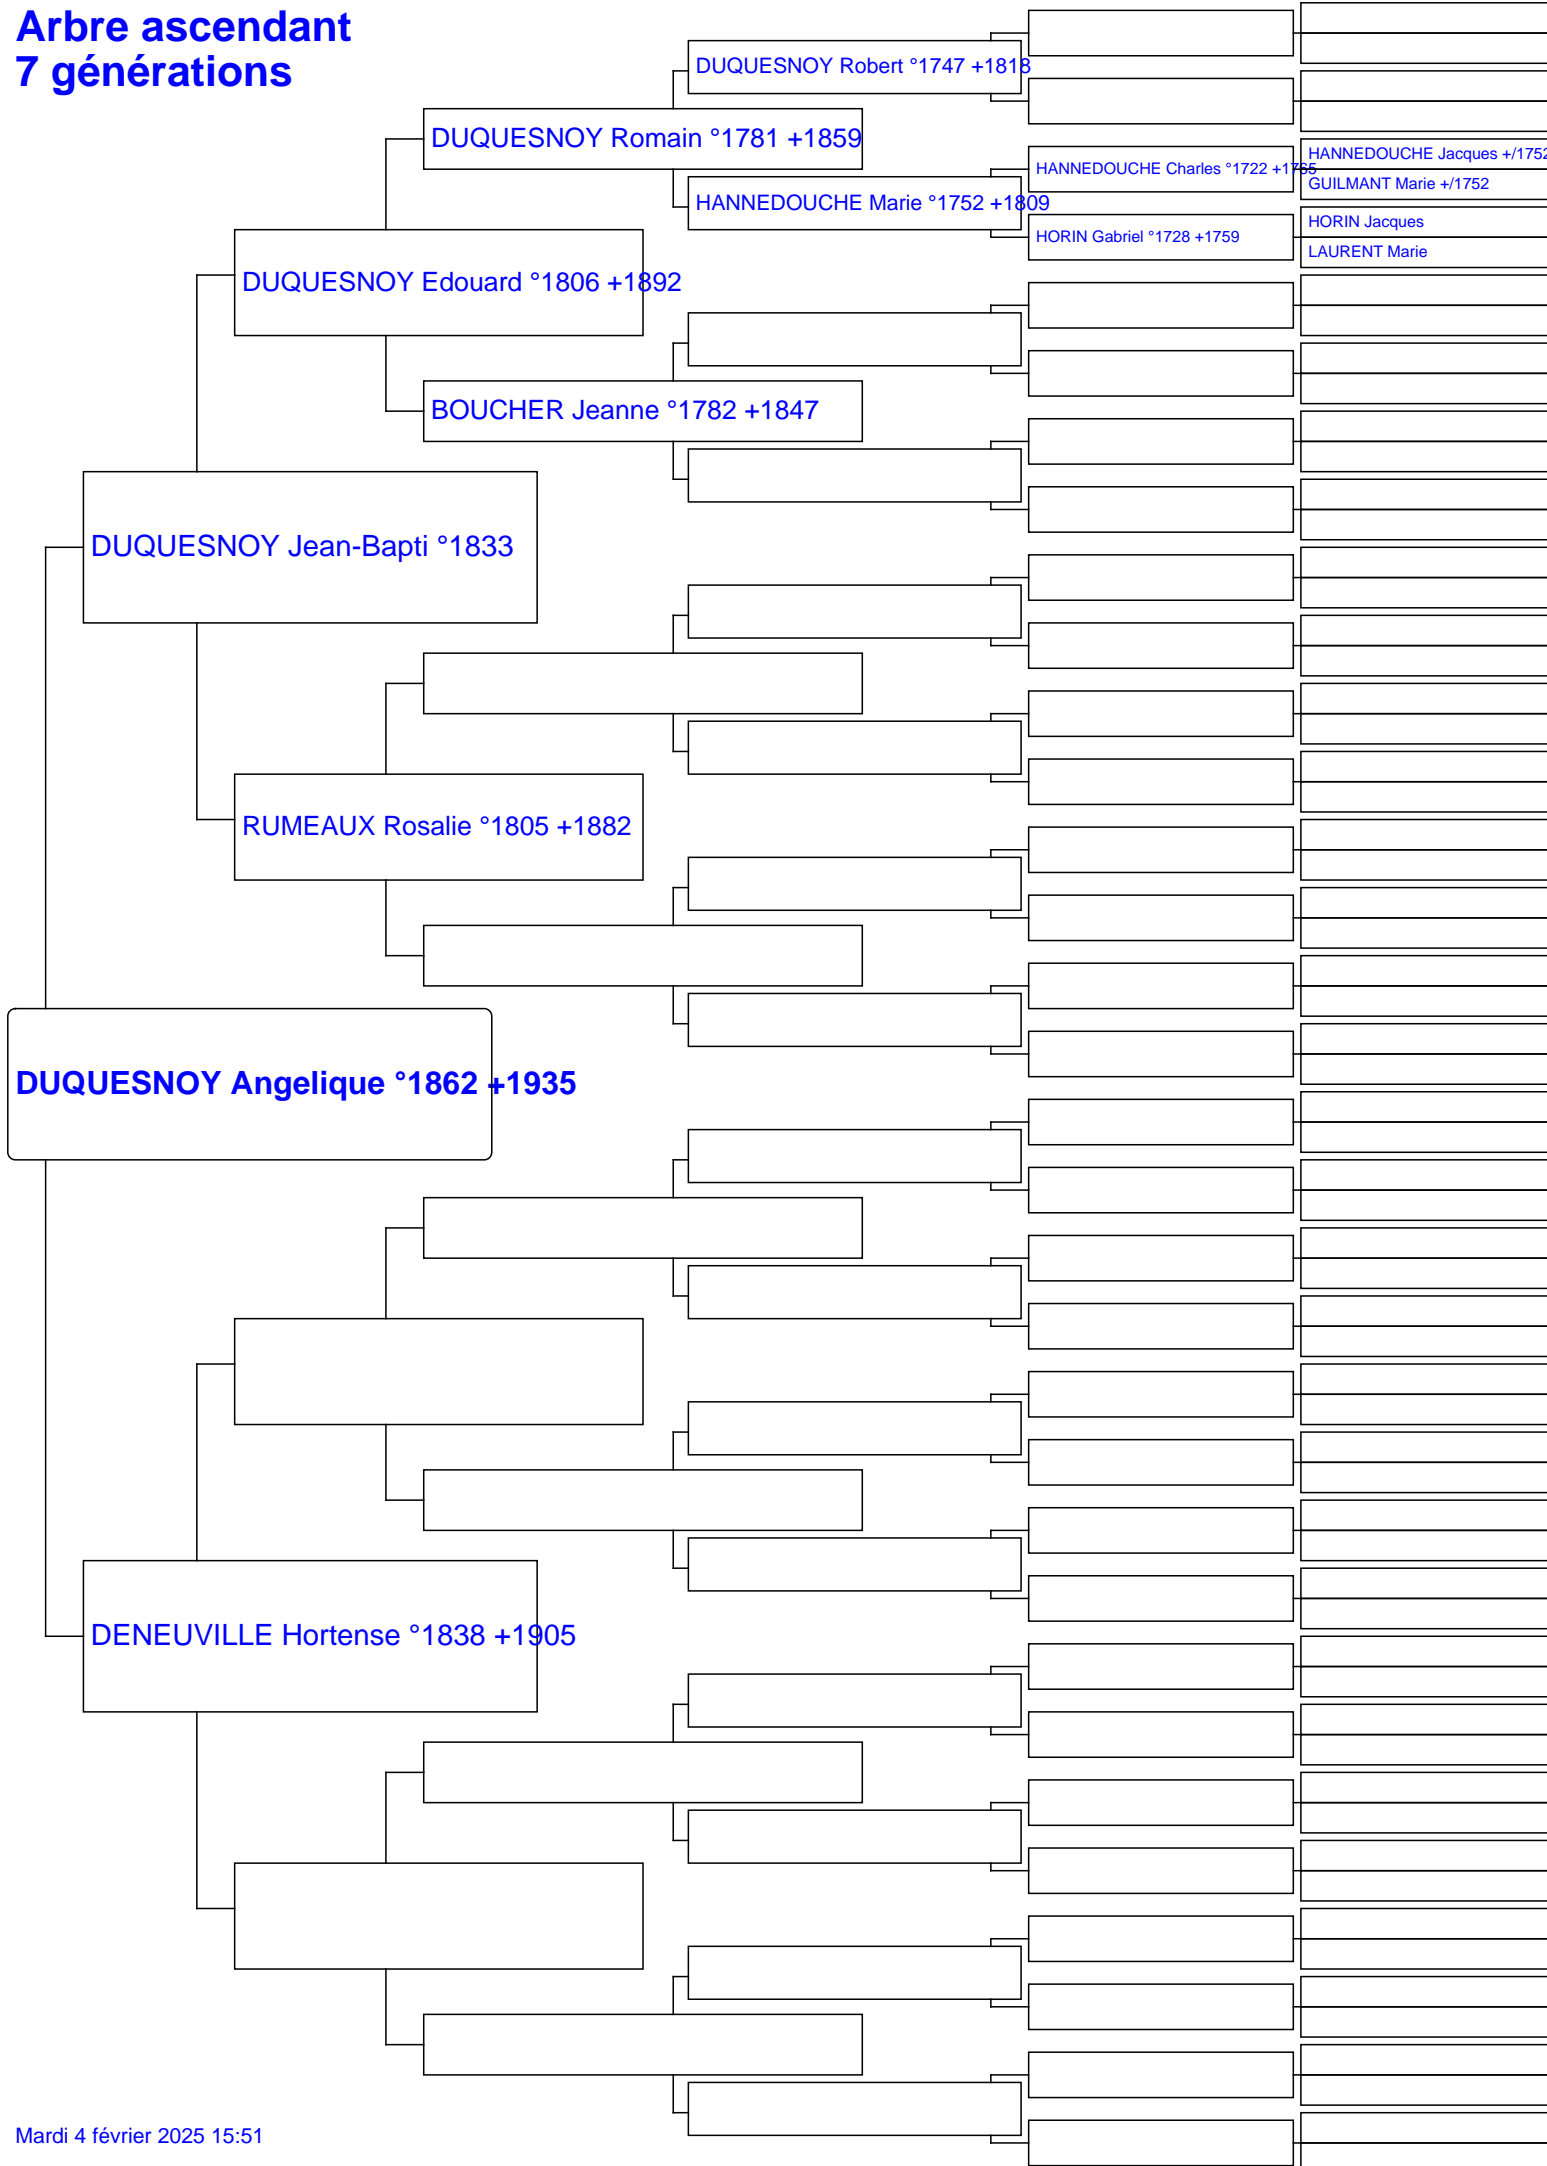 Arbre ascendant
7 générations
DUQUESNOY Robert °1747 +1818
DUQUESNOY Romain °1781 +1859
HANNEDOUCHE Jacques +/1752
HANNEDOUCHE Charles °1722 +1765
GUILMANT Marie +/1752
HANNEDOUCHE Marie °1752 +1809
HORIN Jacques
HORIN Gabriel °1728 +1759
LAURENT Marie
DUQUESNOY Edouard °1806 +1892
BOUCHER Jeanne °1782 +1847
DUQUESNOY Jean-Bapti °1833
RUMEAUX Rosalie °1805 +1882
DUQUESNOY Angelique °1862 +1935
DENEUVILLE Hortense °1838 +1905
Mardi 4 février 2025 15:51